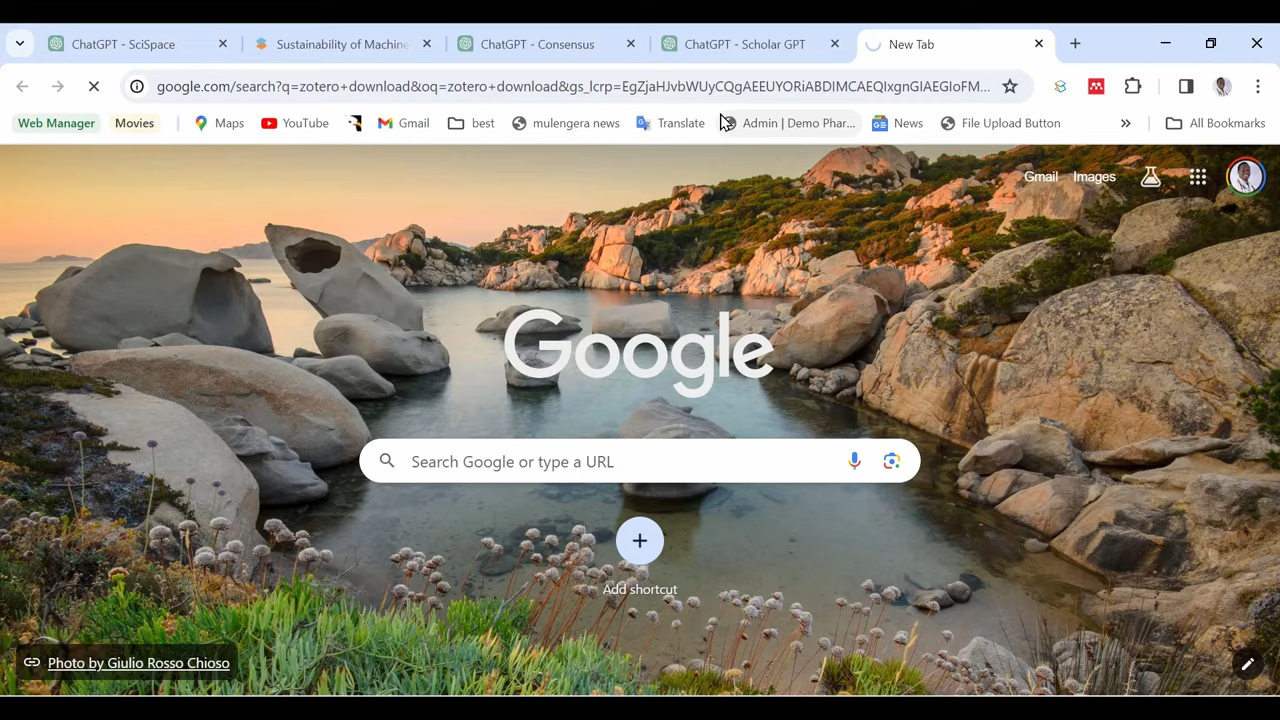 ChatGPT - SciSpace
Sustainability of Machine
ChatGPT - Consensus
ChatGPT - Scholar GPT
New Tab
google.com/search?q=zotero+download&oq=zotero+download&gs_lcrp=EgZjaHJvbWUyCQgAEEUYORiABDIMCAEQIxgnGIAEGIoFM...
Web Manager
Movies
Maps
YouTube
Gmail
best
mulengera news
Translate
Admin | Demo Phar...
News
File Upload Button
»
All Bookmarks
Gmail
Images
Google
Search Google or type a URL
Add shortcut
Photo by Giulio Rosso Chioso